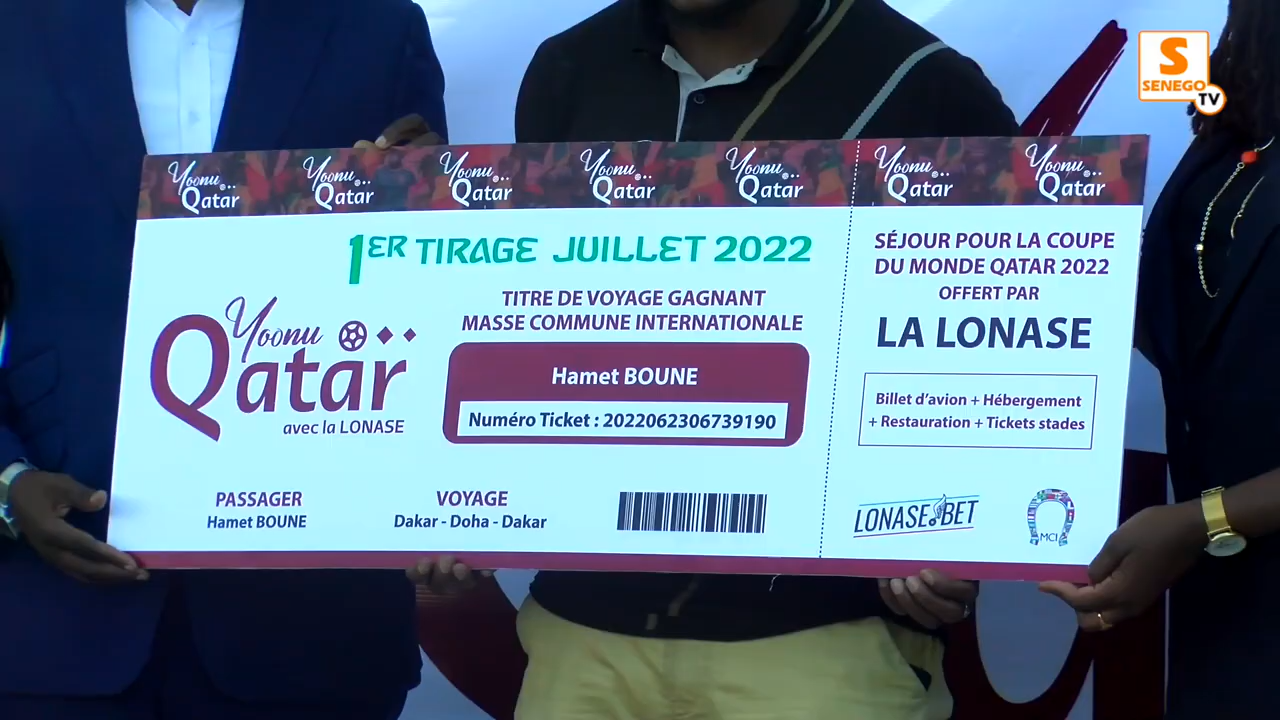 S
SENEGO
TV
Yoonu
Qatar
Yoonu
Qatar
Yoonu
Qatar
Yoonu
Qatar
Yoonu
Qatar
Yoonu
Qatar
Yoonu
Qatar
1ER TIRAGE JUILLET 2022
TITRE DE VOYAGE GAGNANT
MASSE COMMUNE INTERNATIONALE
Yoonu
Qatar
avec la LONASE
Hamet BOUNE
Numéro Ticket : 2022062306739190
PASSAGER
Hamet BOUNE
VOYAGE
Dakar - Doha - Dakar
SÉJOUR POUR LA COUPE
DU MONDE QATAR 2022
OFFERT PAR
LA LONASE
Billet d'avion + Hébergement
+ Restauration + Tickets stades
LONASE.BET
MCI